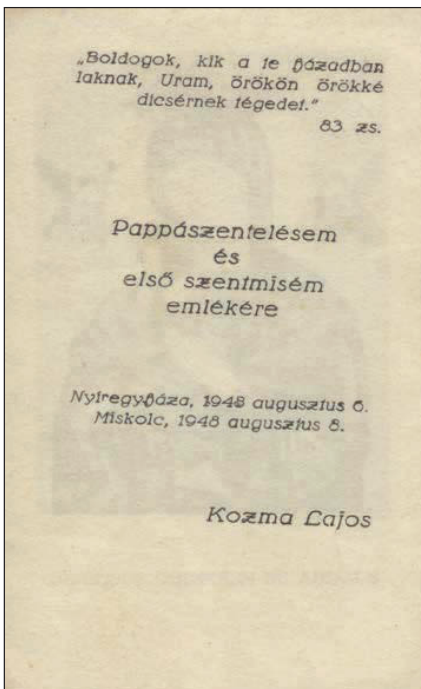 „Boldogok, kik a te házadban
laknak, Uram, örökön örökké
dicsérnek tégedet.”
83 zs.
Pappászentelésem
és
első szentmisém
emlékére
Nyiregyháza, 1948 augusztus 6.
Miskolc, 1948 augusztus 8.
Kozma Lajos